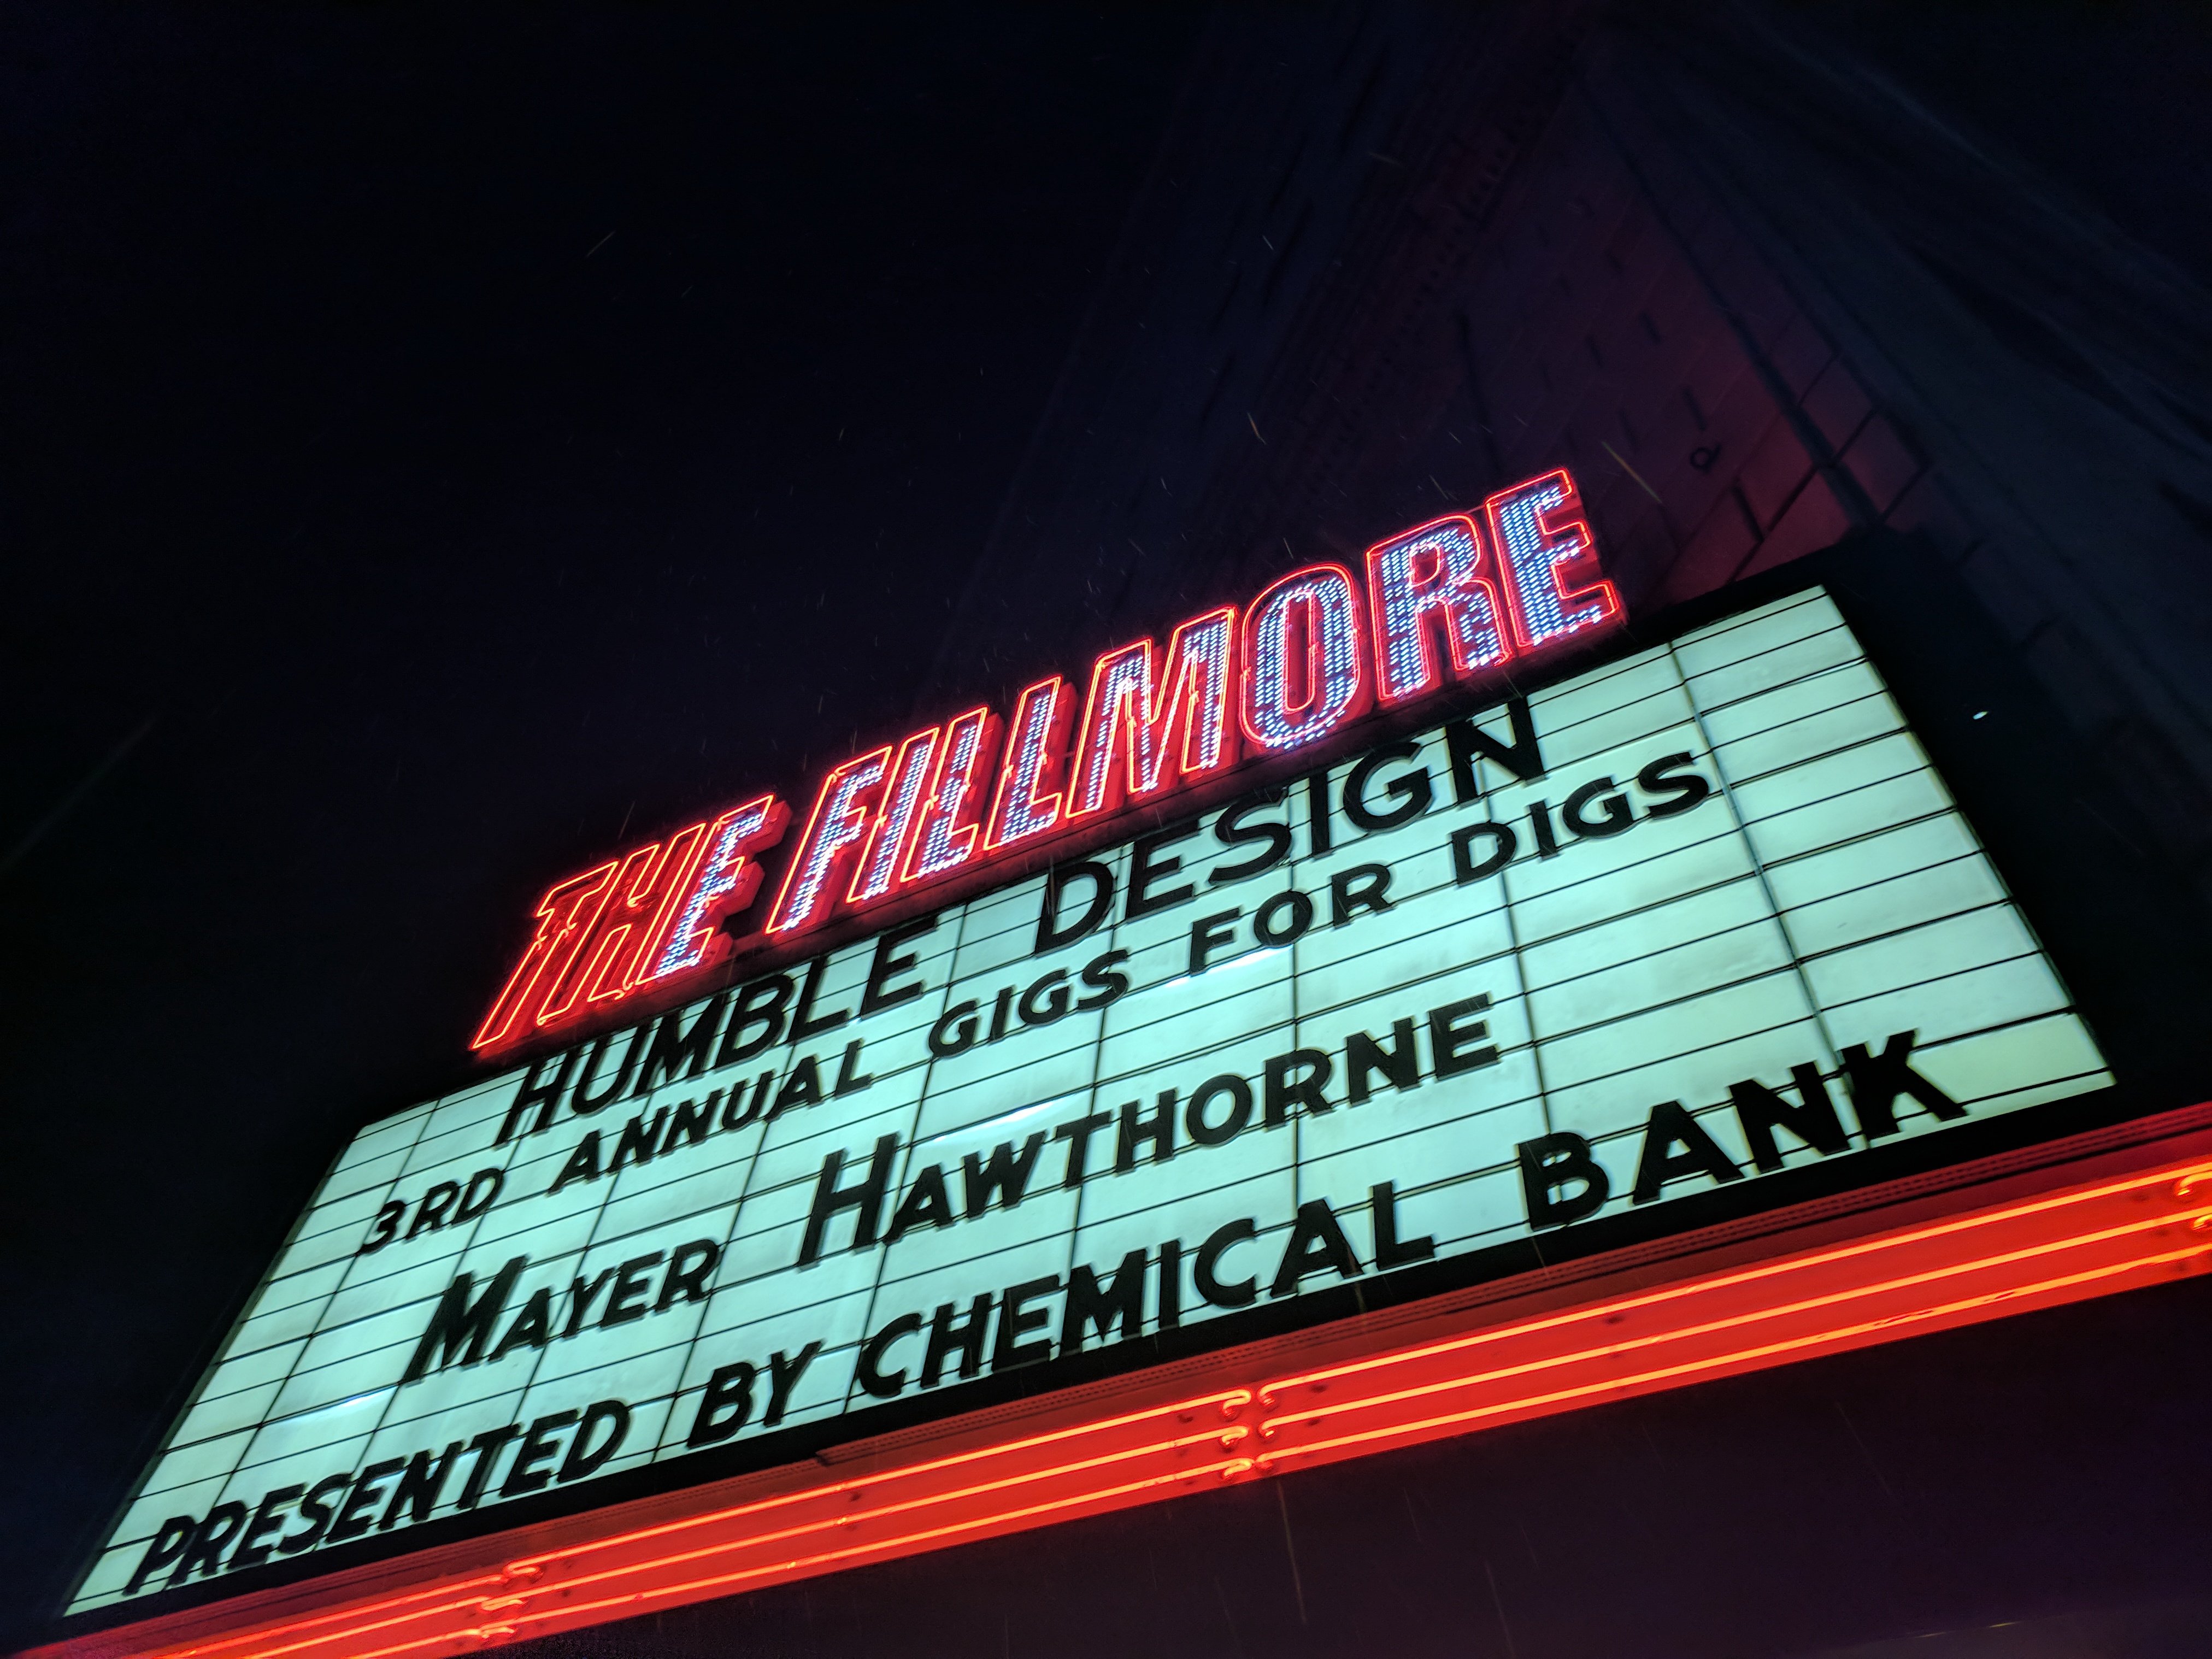 THE FILLMORE
HUMBLE DESIGN
3RD ANNUAL GIGS FOR DIGS
MAYER HAWTHORNE
PRESENTED BY CHEMICAL BANK